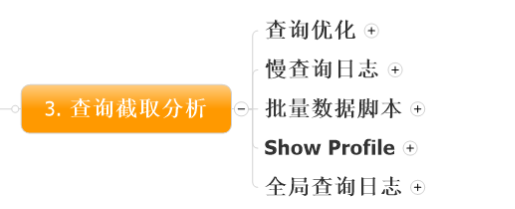 3. 查询截取分析
查询优化
慢查询日志
批量数据脚本
Show Profile
全局查询日志